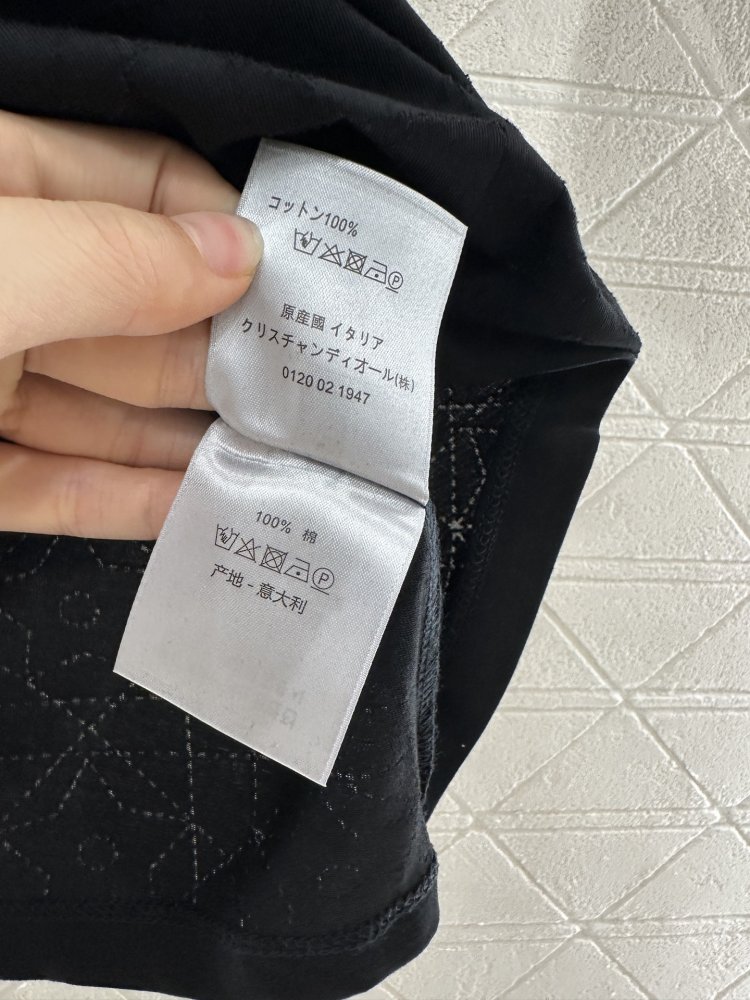 コットン100%
P
原産國 イタリア
クリスチャンディオール(株)
0120 02 1947
100% 棉
P
产地 - 意大利